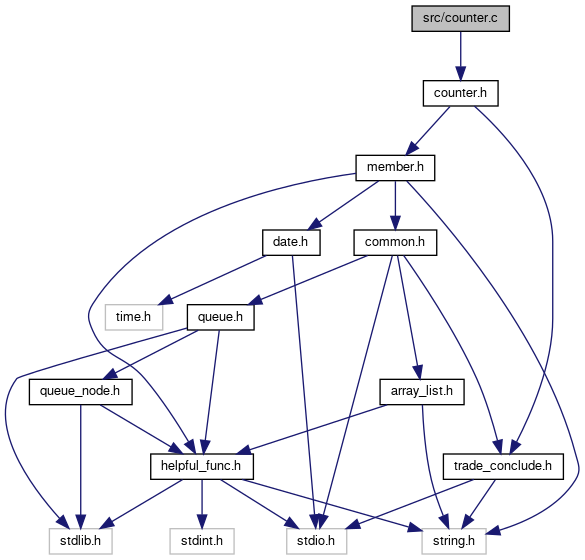 src/counter.c
counter.h
member.h
date.h
common.h
time.h
queue.h
queue_node.h
array_list.h
helpful_func.h
trade_conclude.h
stdlib.h
stdint.h
stdio.h
string.h